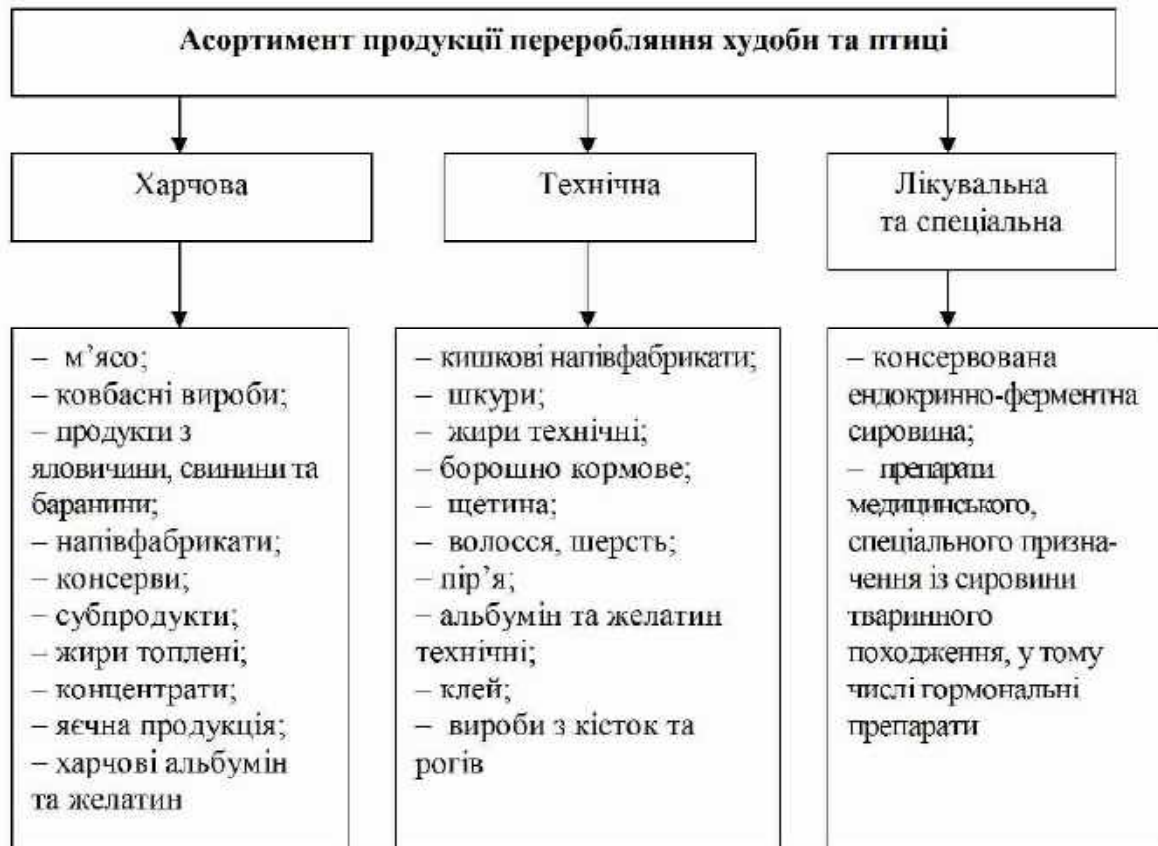 Асортимент продукції переробляння худоби та птиці
Харчова
Технічна
Лікувальна
та спеціальна
– м’ясо;
– ковбасні вироби;
– продукти з
яловичини, свинини та
баранини;
– напівфабрикати;
– консерви;
– субпродукти;
– жири топлені;
– концентрати;
– яєчна продукція;
– харчові альбумін
та желатин
– кишкові напівфабрикати;
– шкури;
– жири технічні;
– борошно кормове;
– щетина;
– волосся, шерсть;
– пір’я;
– альбумін та желатин
технічні;
– клей;
– вироби з кісток та
рогів
– консервована
ендокринно-ферментна
сировина;
– препарати
медицинського,
спеціального призна-
чення із сировини
тваринного
походження, у тому
числі гормональні
препарати